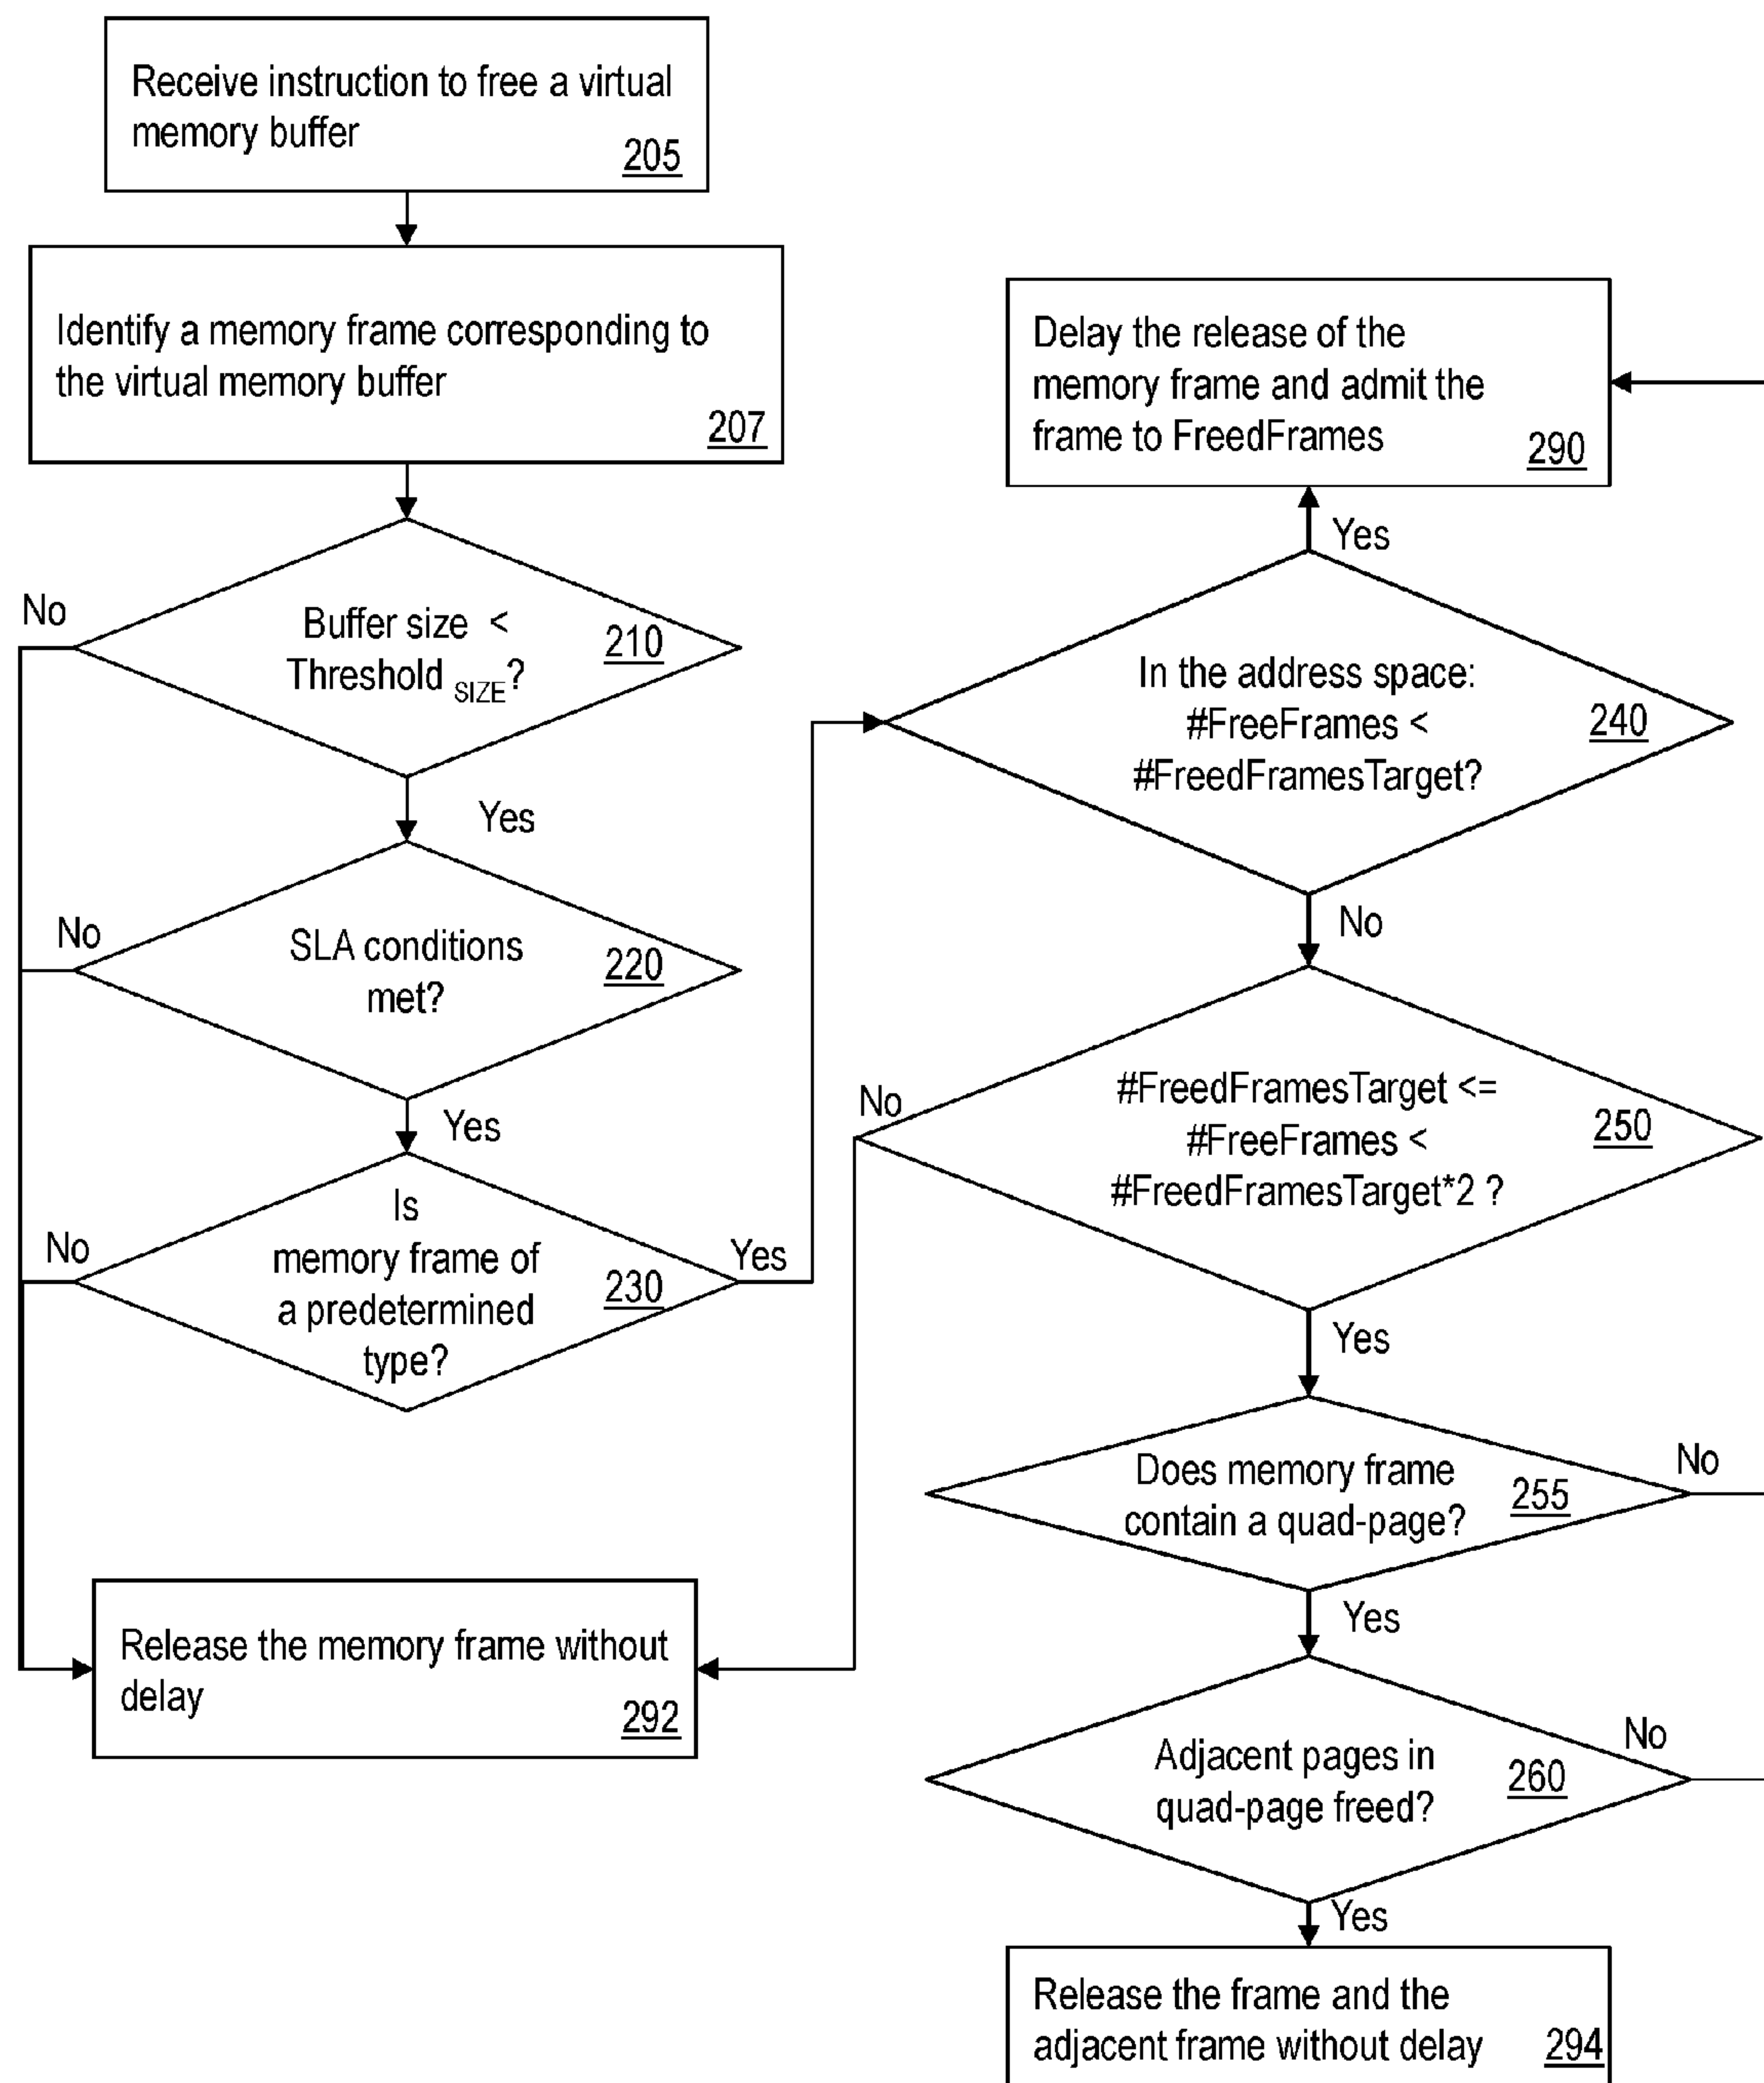 Receive instruction to free a virtual
memory buffer
205
Identify a memory frame corresponding to
the virtual memory buffer
207
No
Buffer size <
Threshold SIZE?
210
Yes
No
SLA conditions
met?
220
Yes
No
Is
memory frame of
a predetermined
type?
230
Yes
Release the memory frame without
delay
292
Delay the release of the
memory frame and admit the
frame to FreedFrames
290
Yes
In the address space:
#FreeFrames <
#FreedFramesTarget?
240
No
No
#FreedFramesTarget <=
#FreeFrames <
#FreedFramesTarget*2 ?
250
Yes
Does memory frame
contain a quad-page?
255
No
Yes
Adjacent pages in
quad-page freed?
260
No
Yes
Release the frame and the
adjacent frame without delay
294